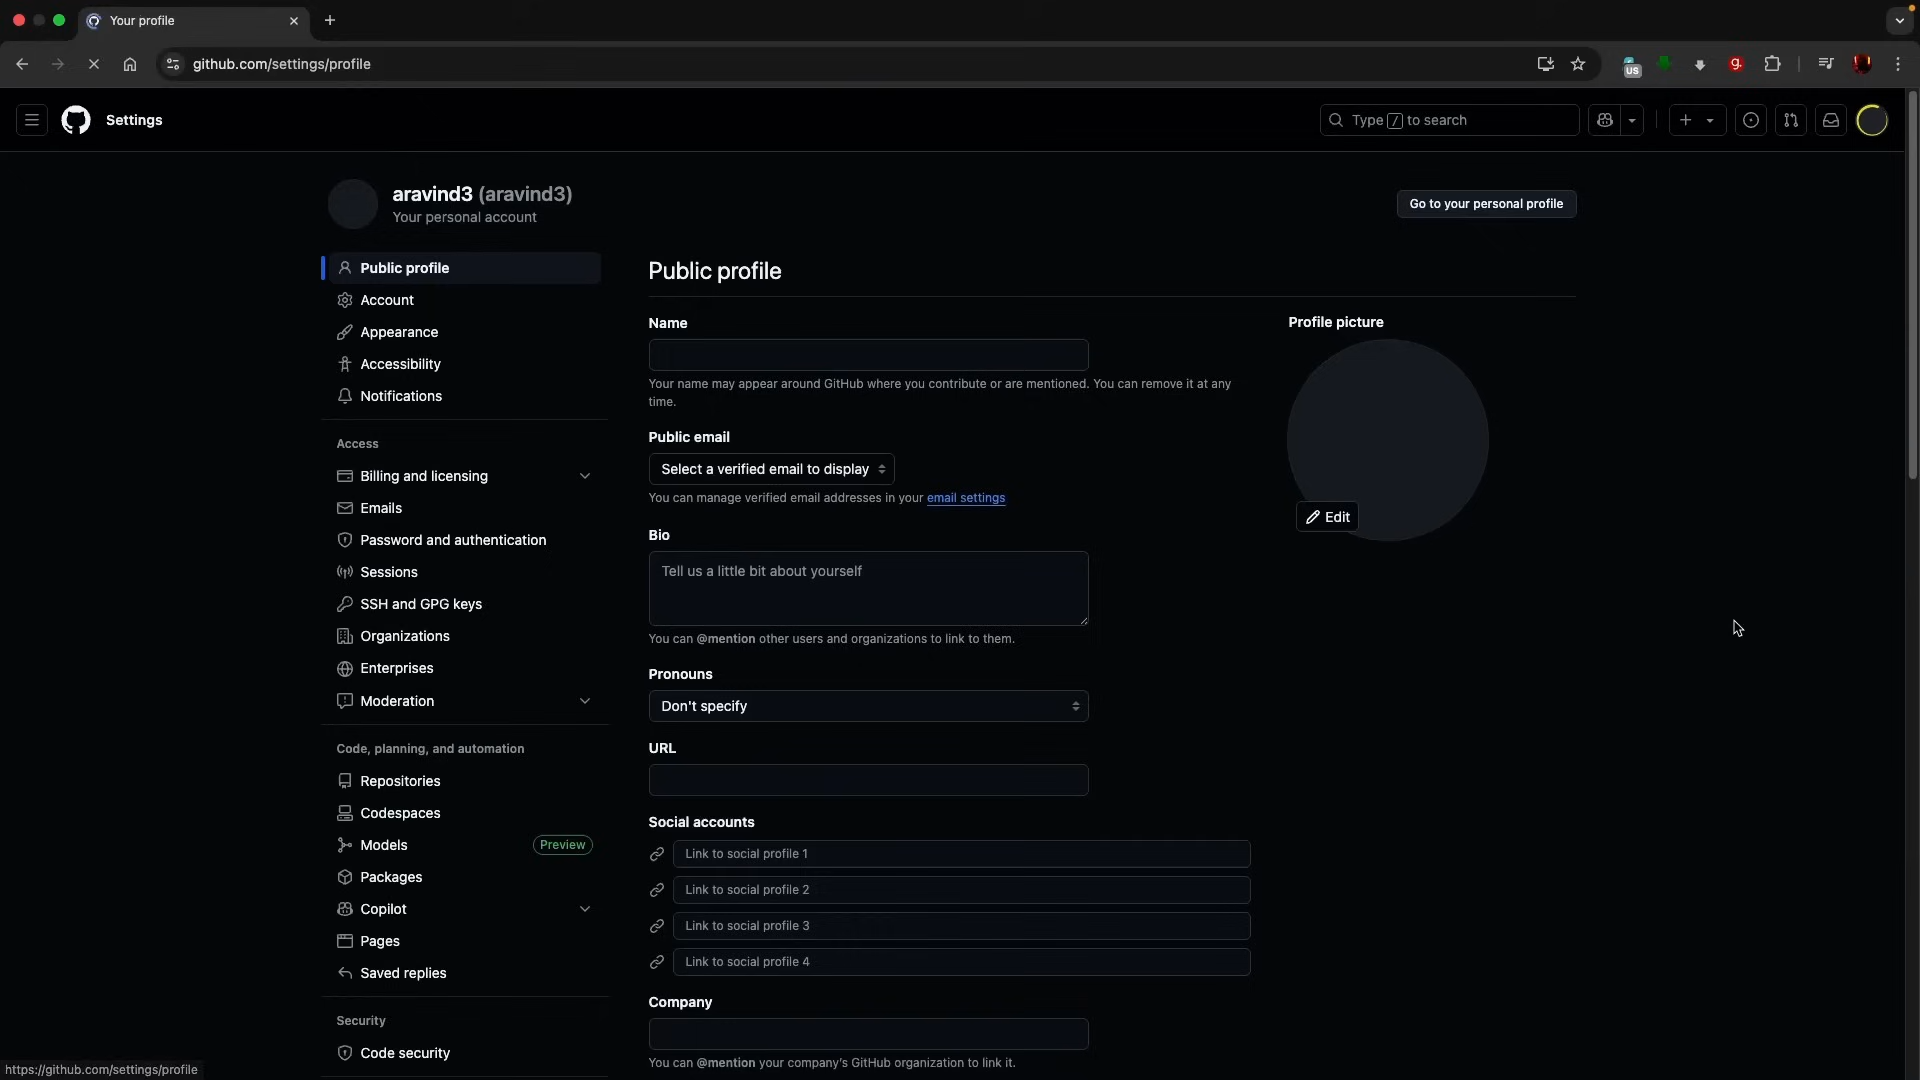 Your profile
github.com/settings/profile
US
g.
Settings
Type / to search
aravind3 (aravind3)
Your personal account
Go to your personal profile
Public profile
Account
Appearance
Accessibility
Notifications
Access
Billing and licensing
Emails
Password and authentication
Sessions
SSH and GPG keys
Organizations
Enterprises
Moderation
Code, planning, and automation
Repositories
Codespaces
Models Preview
Packages
Copilot
Pages
Saved replies
Security
Code security
Public profile
Name
Your name may appear around GitHub where you contribute or are mentioned. You can remove it at any
time.
Public email
Select a verified email to display
You can manage verified email addresses in your email settings
Bio
Tell us a little bit about yourself
You can @mention other users and organizations to link to them.
Pronouns
Don't specify
URL
Social accounts
Link to social profile 1
Link to social profile 2
Link to social profile 3
Link to social profile 4
Company
You can @mention your company's GitHub organization to link it.
Profile picture
Edit
https://github.com/settings/profile